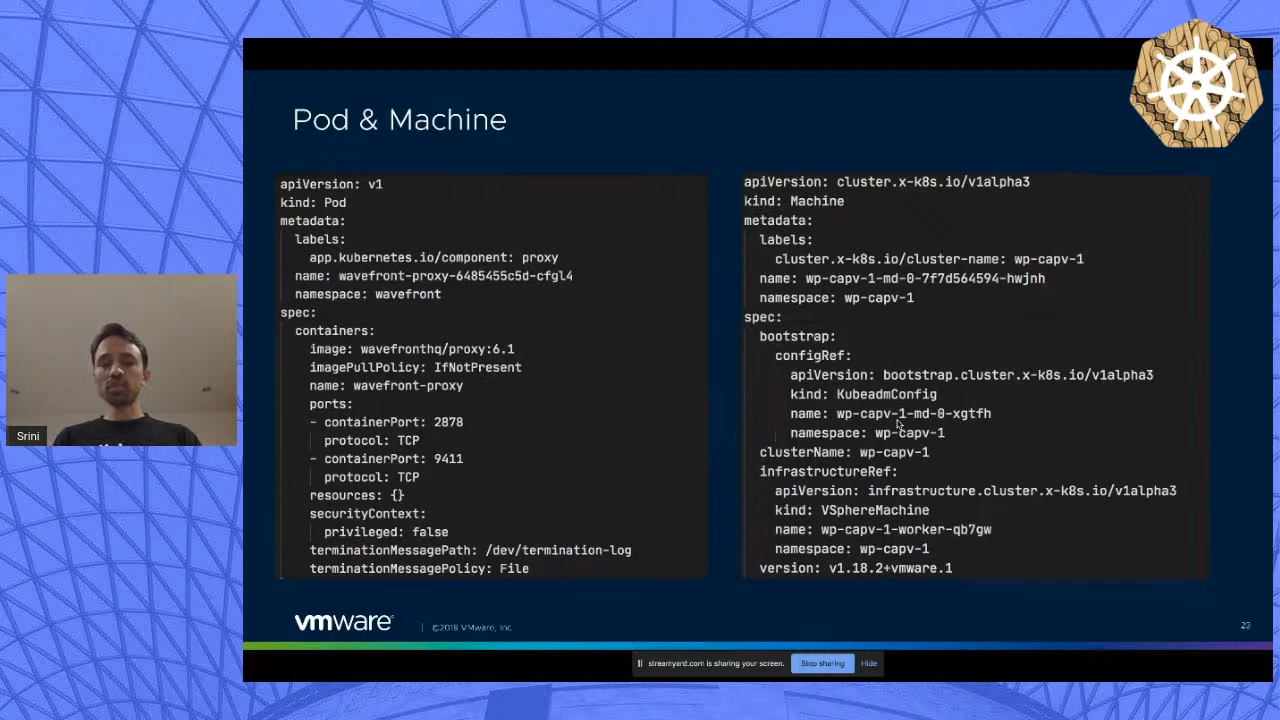 Pod & Machine
apiVersion: v1
kind: Pod
metadata:
  labels:
    app.kubernetes.io/component: proxy
  name: wavefront-proxy-6485455c5d-cfgl4
  namespace: wavefront
spec:
  containers:
    image: wavefronthq/proxy:6.1
    imagePullPolicy: IfNotPresent
    name: wavefront-proxy
    ports:
    - containerPort: 2878
      protocol: TCP
    - containerPort: 9411
      protocol: TCP
    resources: {}
    securityContext:
      privileged: false
    terminationMessagePath: /dev/termination-log
    terminationMessagePolicy: File
apiVersion: cluster.x-k8s.io/v1alpha3
kind: Machine
metadata:
  labels:
    cluster.x-k8s.io/cluster-name: wp-capv-1
  name: wp-capv-1-md-0-7f7d564594-hwjnh
  namespace: wp-capv-1
spec:
  bootstrap:
    configRef:
      apiVersion: bootstrap.cluster.x-k8s.io/v1alpha3
      kind: KubeadmConfig
      name: wp-capv-1-md-0-xgtfh
      namespace: wp-capv-1
  clusterName: wp-capv-1
  infrastructureRef:
    apiVersion: infrastructure.cluster.x-k8s.io/v1alpha3
    kind: VSphereMachine
    name: wp-capv-1-worker-qb7gw
    namespace: wp-capv-1
  version: v1.18.2+vmware.1
Srini
vmware® | ©2018 VMware, Inc.
23
streamyard.com is sharing your screen. Stop sharing Hide